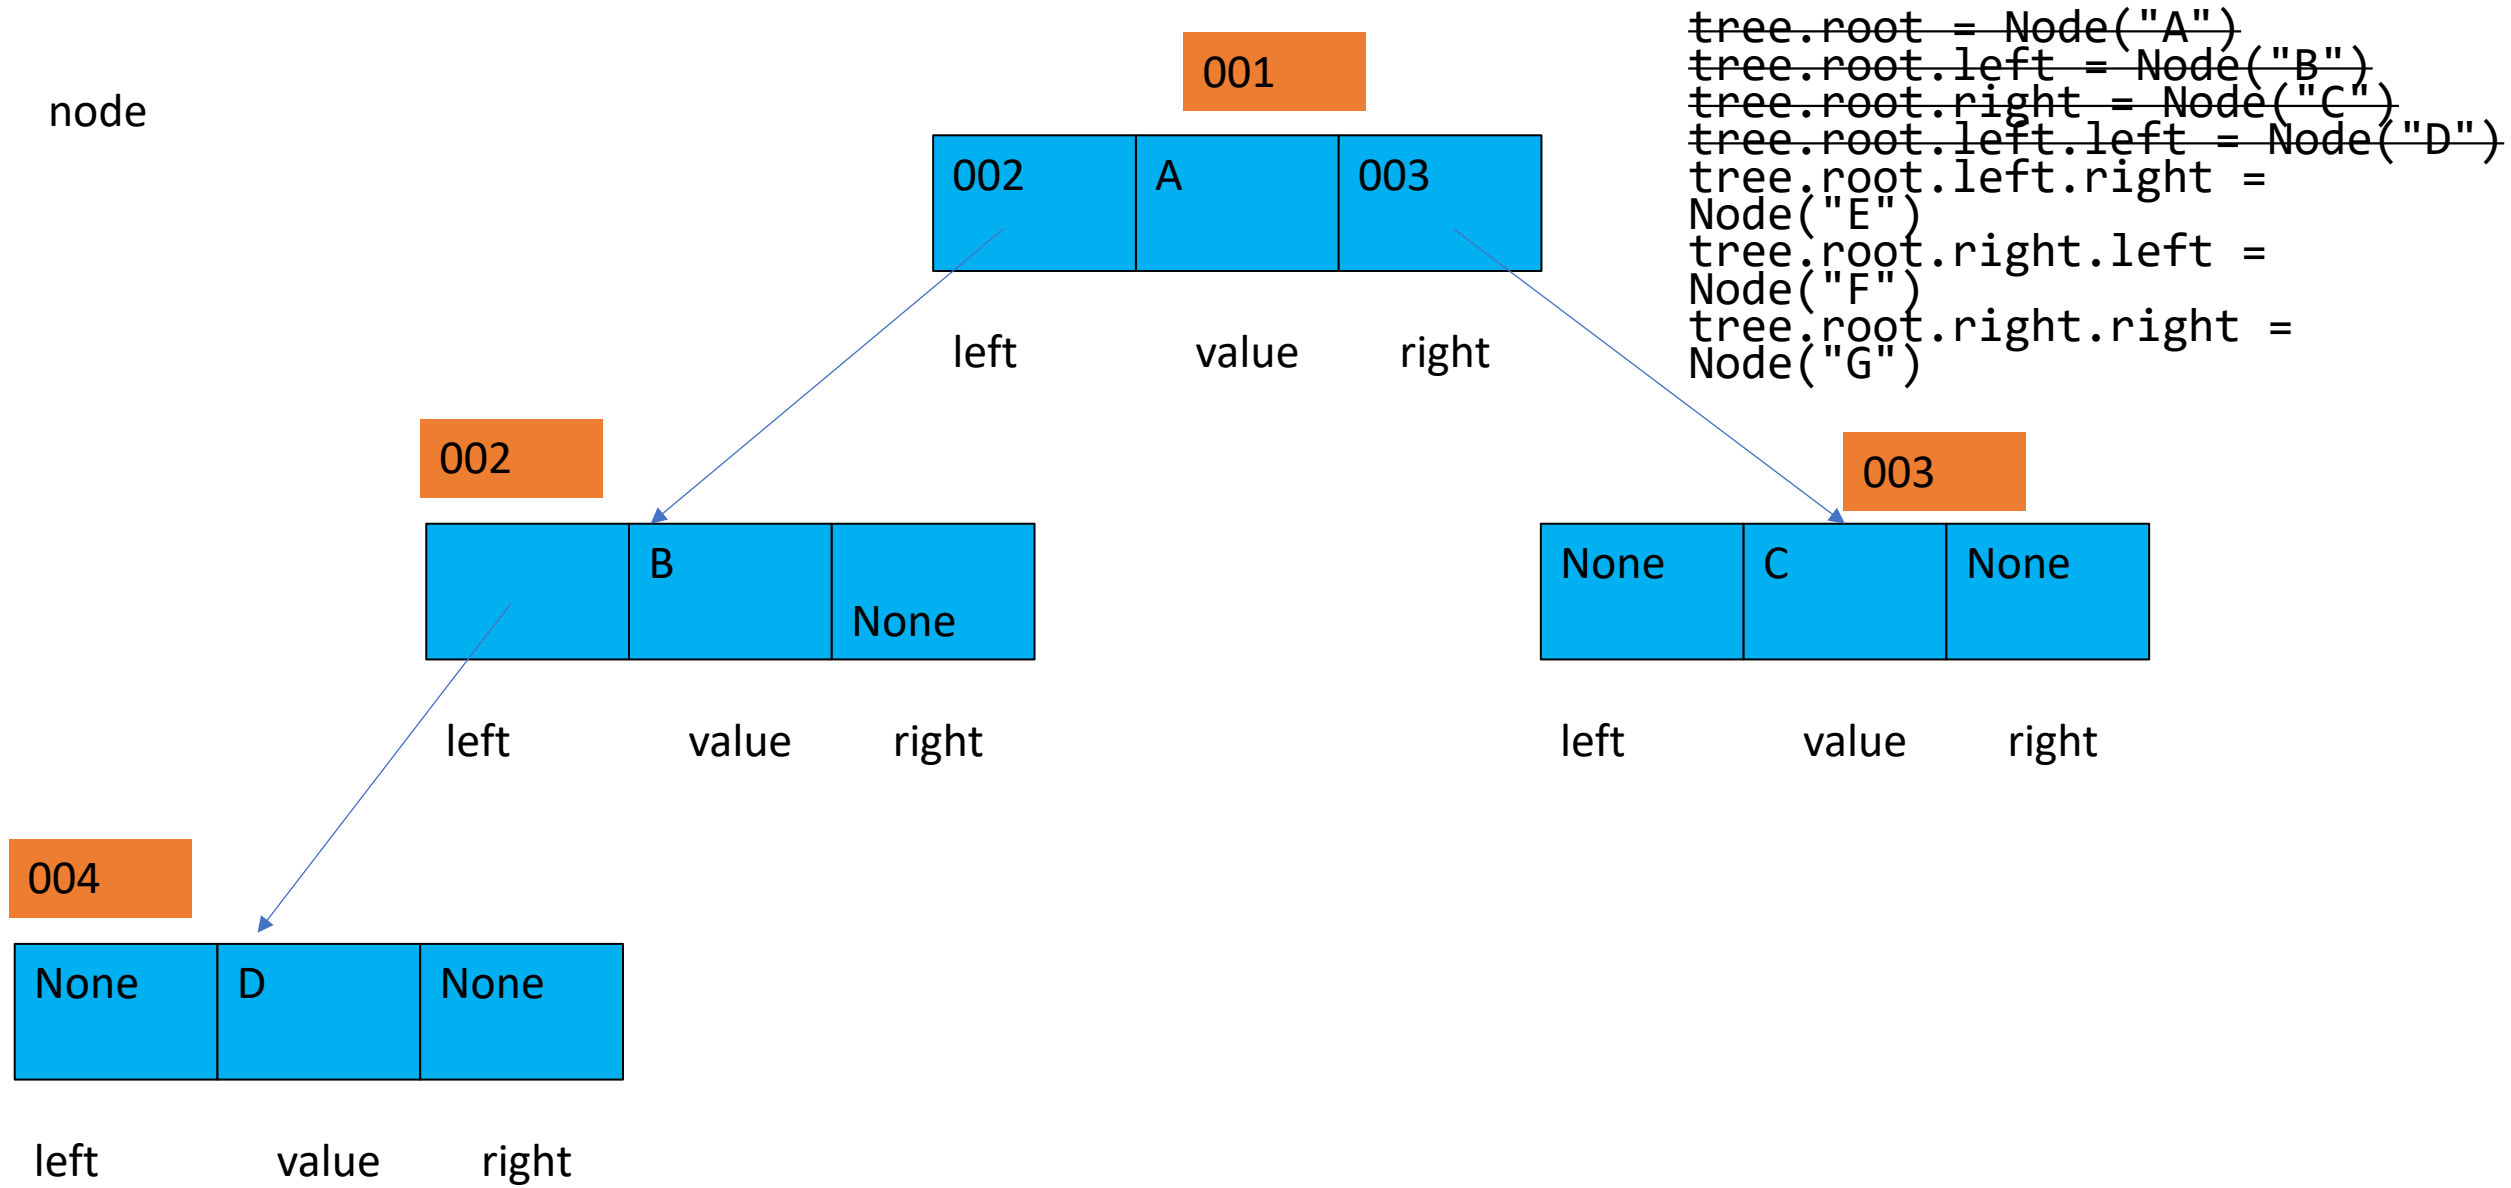 tree.root = Node("A")
tree.root.left = Node("B")
tree.root.right = Node("C")
tree.root.left.left = Node("D")
tree.root.left.right =
Node("E")
tree.root.right.left =
Node("F")
tree.root.right.right =
Node("G")
node
001
002 A 003
left value right
002
003
B None
None C None
left value right
left value right
004
None D None
left value right